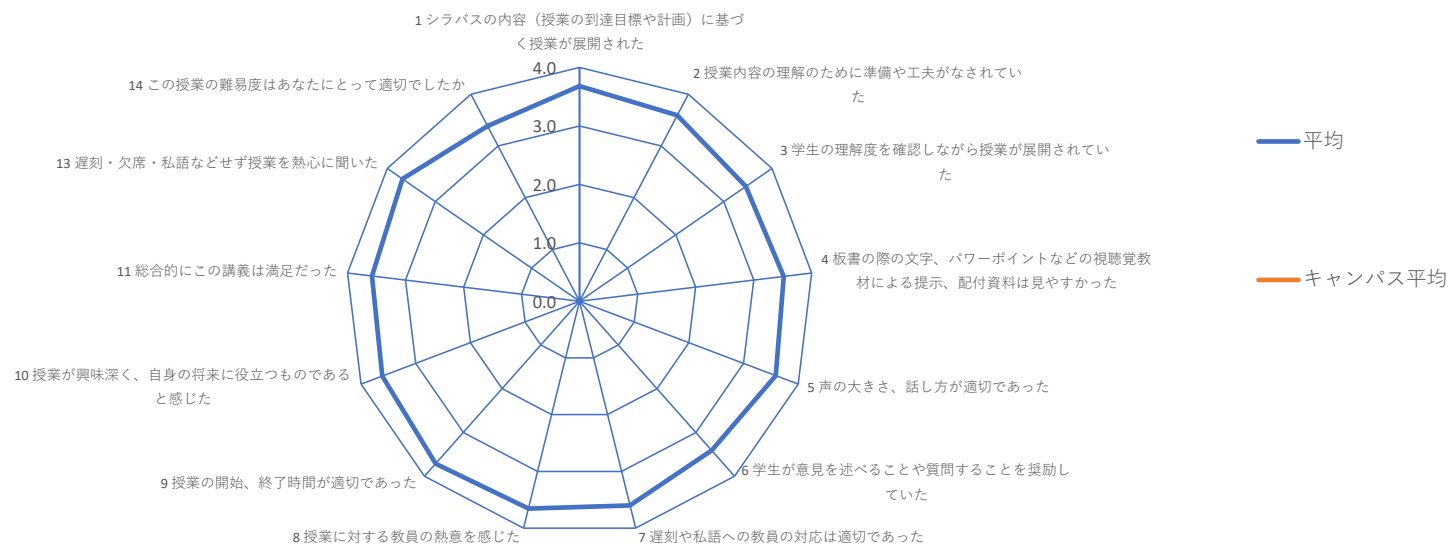 1 シラバスの内容（授業の到達目標や計画）に基づ
く授業が展開された
2 授業内容の理解のために準備や工夫がなされてい
た
3 学生の理解度を確認しながら授業が展開されてい
た
4 板書の際の文字、パワーポイントなどの視聴覚教
材による提示、配付資料は見やすかった
5 声の大きさ、話し方が適切であった
6 学生が意見を述べることや質問することを奨励し
ていた
7 遅刻や私語への教員の対応は適切であった
8 授業に対する教員の熱意を感じた
9 授業の開始、終了時間が適切であった
10 授業が興味深く、自身の将来に役立つものである
と感じた
11 総合的にこの講義は満足だった
13 遅刻・欠席・私語などせず授業を熱心に聞いた
14 この授業の難易度はあなたにとって適切でしたか
4.0
3.0
2.0
1.0
0.0
平均
キャンパス平均